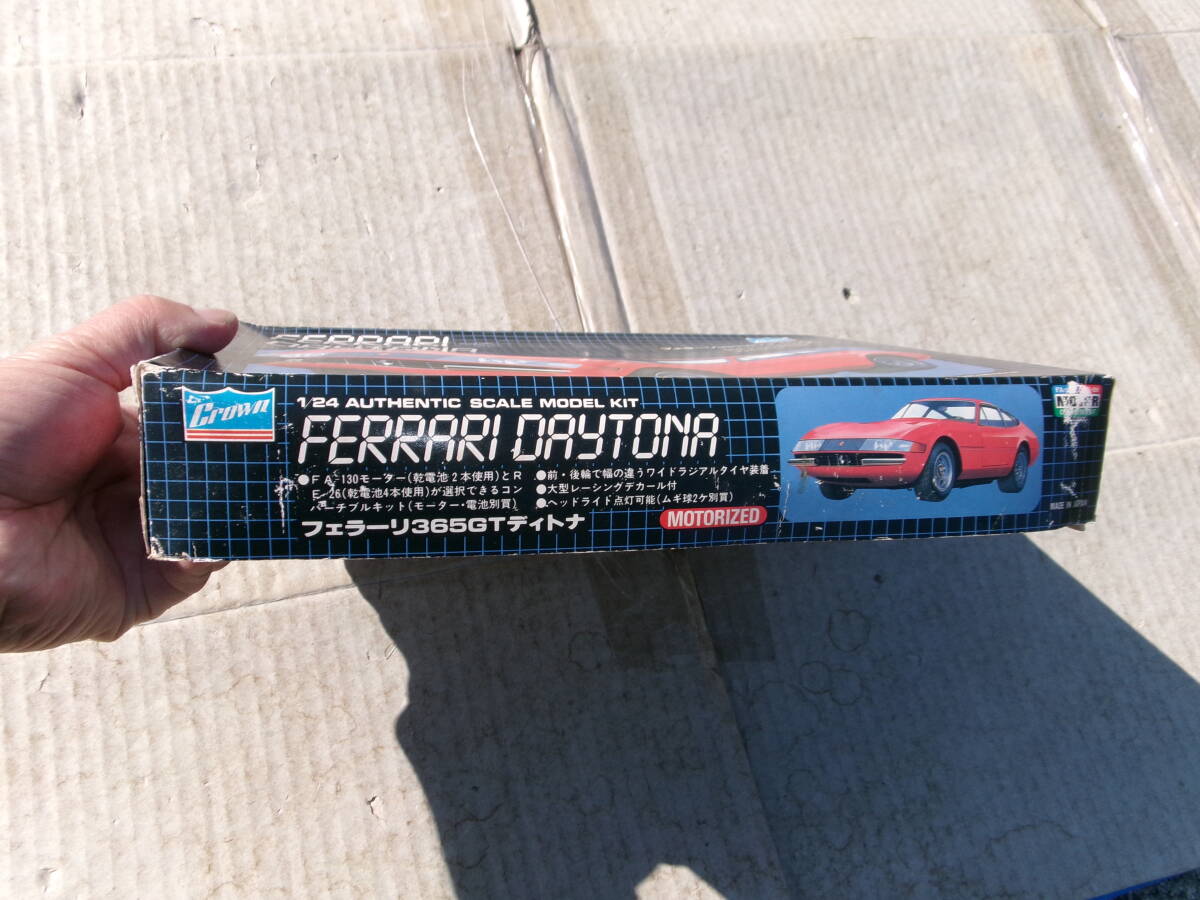 FERRARI
Crown
1/24 AUTHENTIC SCALE MODEL KIT
FERRARI DAYTONA
●FA-130モーター(乾電池2本使用)とR
E-26(乾電池4本使用)が選択できるコン
バーチブルキット(モーター・電池別買)
●前・後輪で幅の違うワイドラジアルタイヤ装着
●大型レーシングデカール付
●ヘッドライド点灯可能(ムギ球2ケ別買)
フェラーリ365GTディトナ
MOTORIZED
MADE IN JAPAN